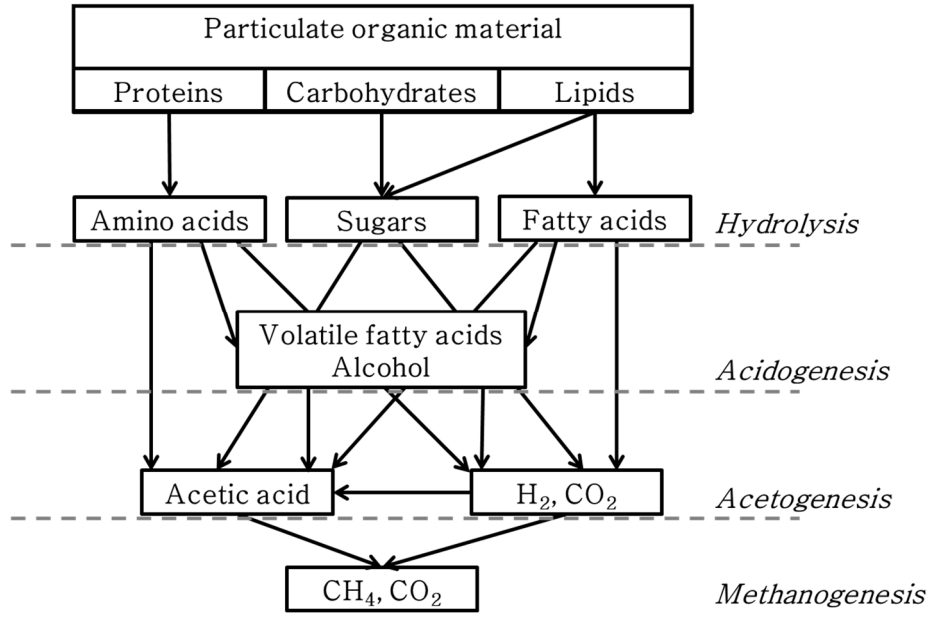 Particulate organic material
Proteins
Carbohydrates
Lipids
Amino acids
Sugars
Fatty acids
Hydrolysis
Volatile fatty acids
Alcohol
Acidogenesis
Acetic acid
H₂, CO₂
Acetogenesis
CH₄, CO₂
Methanogenesis